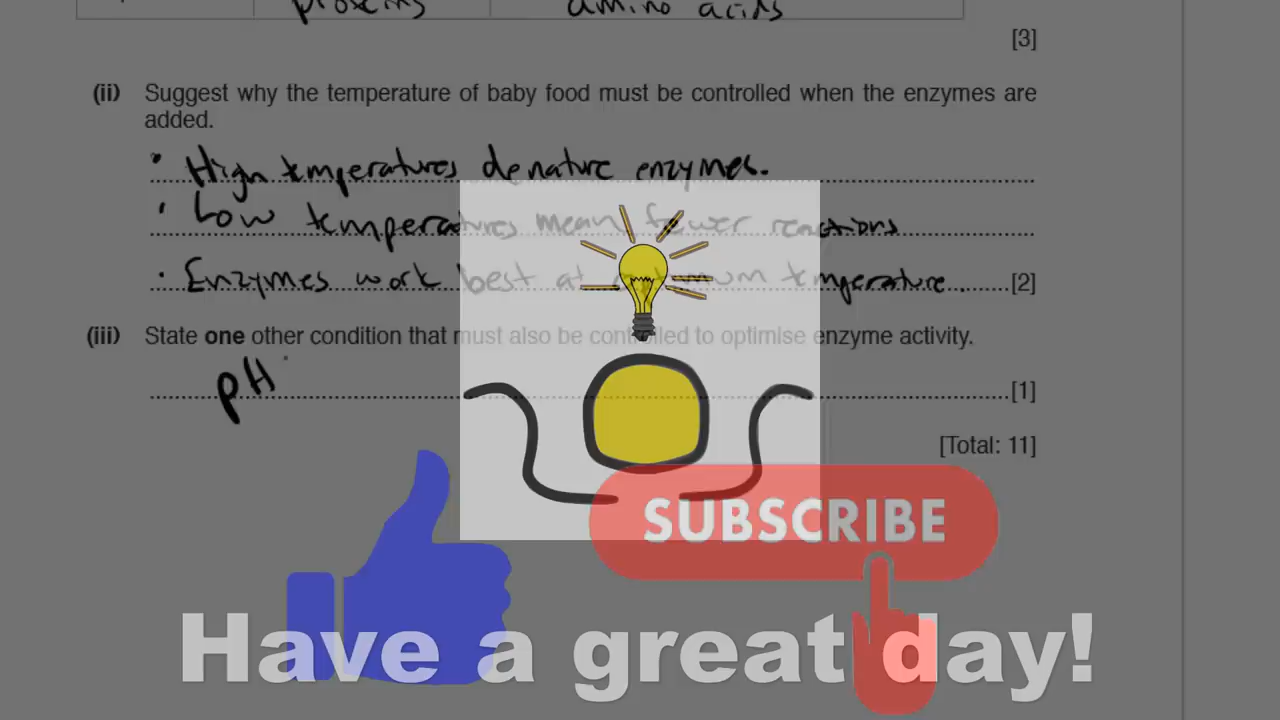 proteins amino acids
[3]
(ii) Suggest why the temperature of baby food must be controlled when the enzymes are
added.
• High temperatures denature enzymes.
• Low temperatures mean fewer reactions
• Enzymes work best at optimum temperature. [2]
(iii) State one other condition that must also be controlled to optimise enzyme activity.
pH [1]
[Total: 11]
SUBSCRIBE
Have a great day!